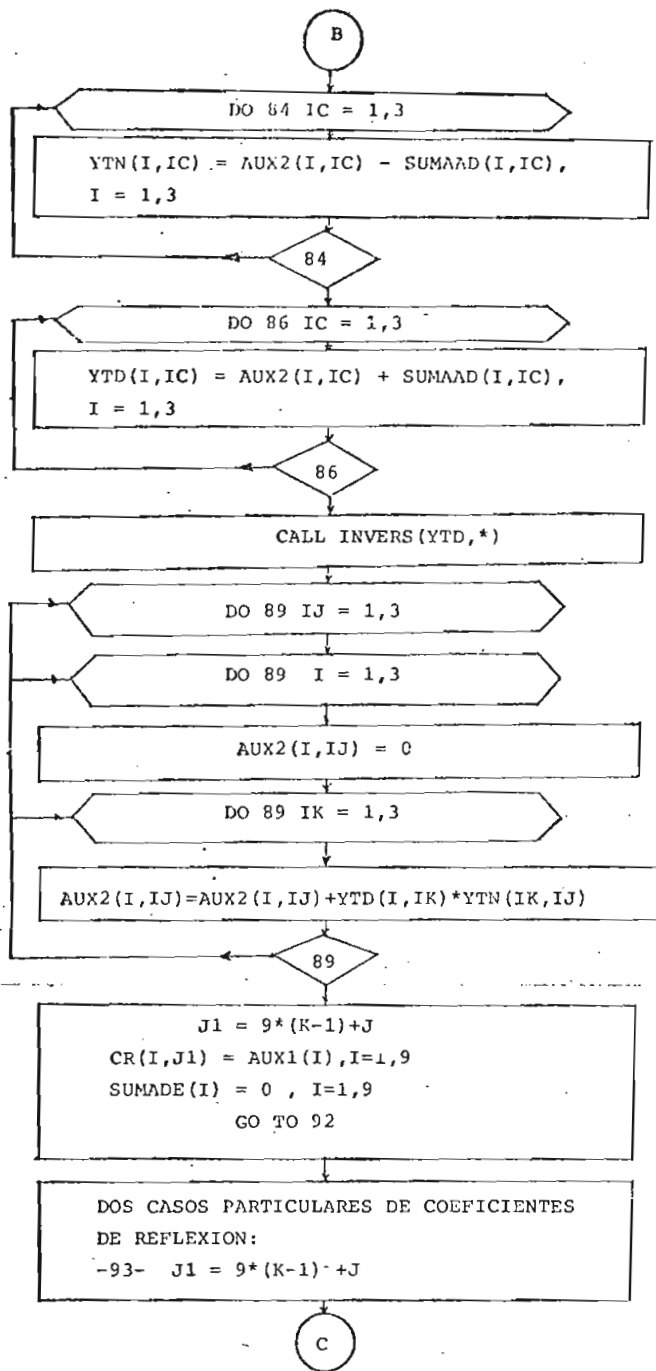 B
DO 84 IC = 1,3
YTN(I,IC) = AUX2(I,IC) - SUMAAD(I,IC),
I = 1,3
84
DO 86 IC = 1,3
YTD(I,IC) = AUX2(I,IC) + SUMAAD(I,IC),
I = 1,3
86
CALL INVERS(YTD,*)
DO 89 IJ = 1,3
DO 89 I = 1,3
AUX2(I,IJ) = 0
DO 89 IK = 1,3
AUX2(I,IJ)=AUX2(I,IJ)+YTD(I,IK)*YTN(IK,IJ)
89
J1 = 9*(K-1)+J
CR(I,J1) = AUX1(I),I=1,9
SUMADE(I) = 0 , I=1,9
GO TO 92
DOS CASOS PARTICULARES DE COEFICIENTES
DE REFLEXION:
-93- J1 = 9*(K-1)+J
C